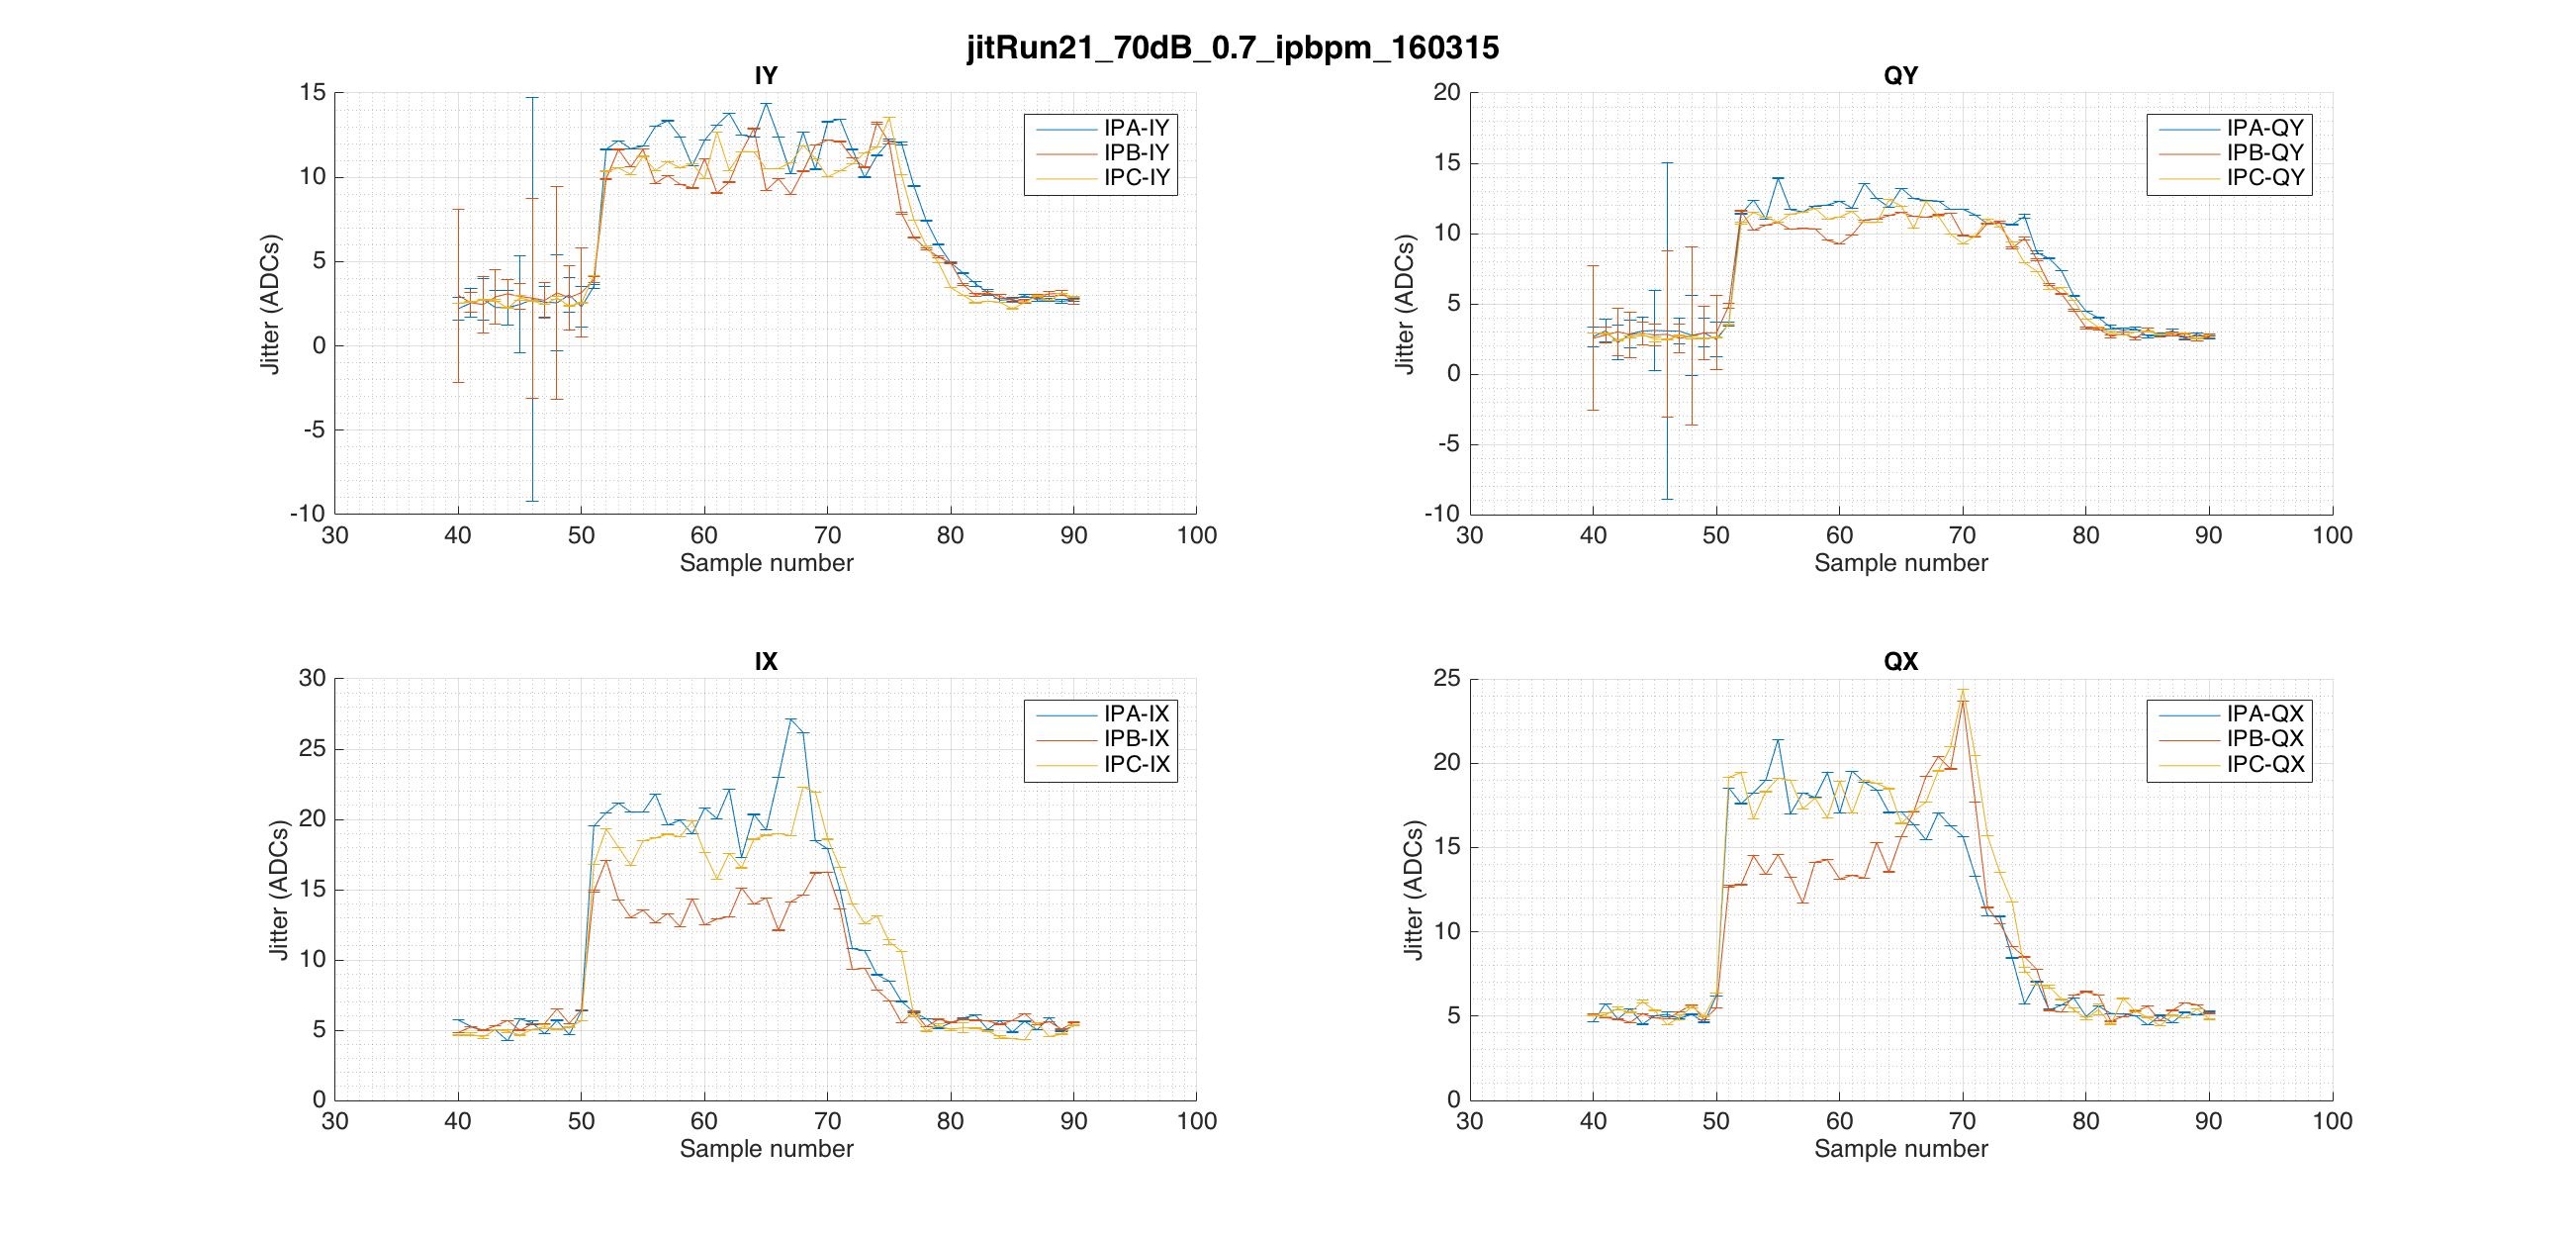 jitRun21_70dB_0.7_ipbpm_160315
IY
15
10
5
0
-5
-10
Jitter (ADCs)
30 40 50 60 70 80 90 100
Sample number
IPA-IY
IPB-IY
IPC-IY
QY
20
15
10
5
0
-5
-10
Jitter (ADCs)
30 40 50 60 70 80 90 100
Sample number
IPA-QY
IPB-QY
IPC-QY
IX
30
25
20
15
10
5
0
Jitter (ADCs)
30 40 50 60 70 80 90 100
Sample number
IPA-IX
IPB-IX
IPC-IX
QX
25
20
15
10
5
0
Jitter (ADCs)
30 40 50 60 70 80 90 100
Sample number
IPA-QX
IPB-QX
IPC-QX